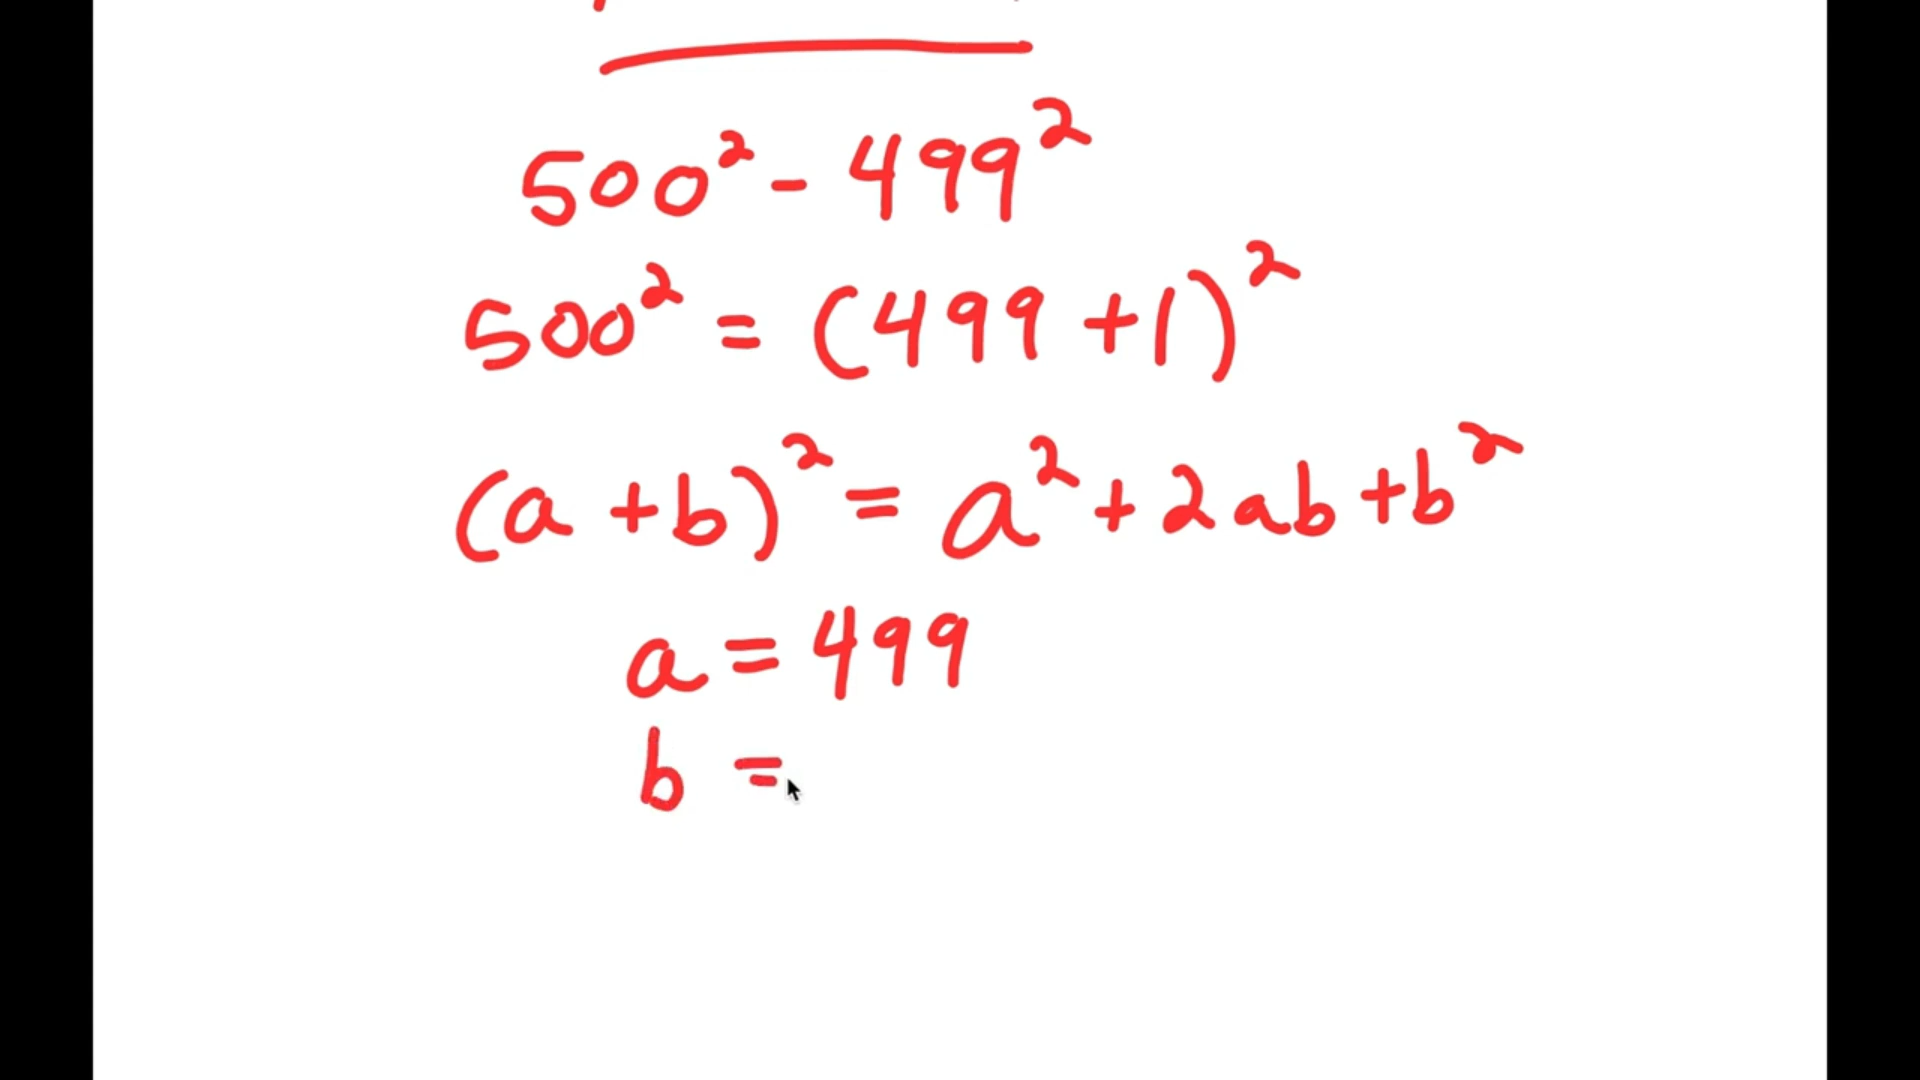 500² - 499²
500² = (499 + 1)²
(a + b)² = a² + 2ab + b²
a = 499
b =